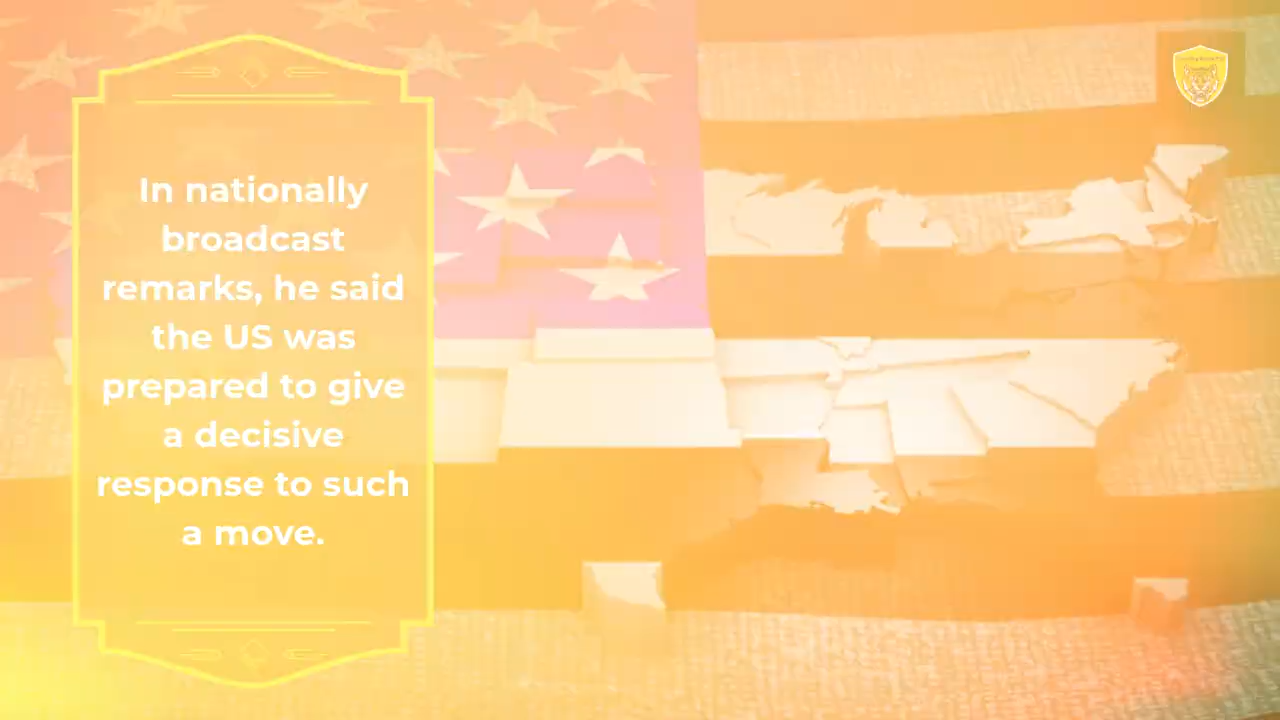 In nationally
broadcast
remarks, he said
the US was
prepared to give
a decisive
response to such
a move.